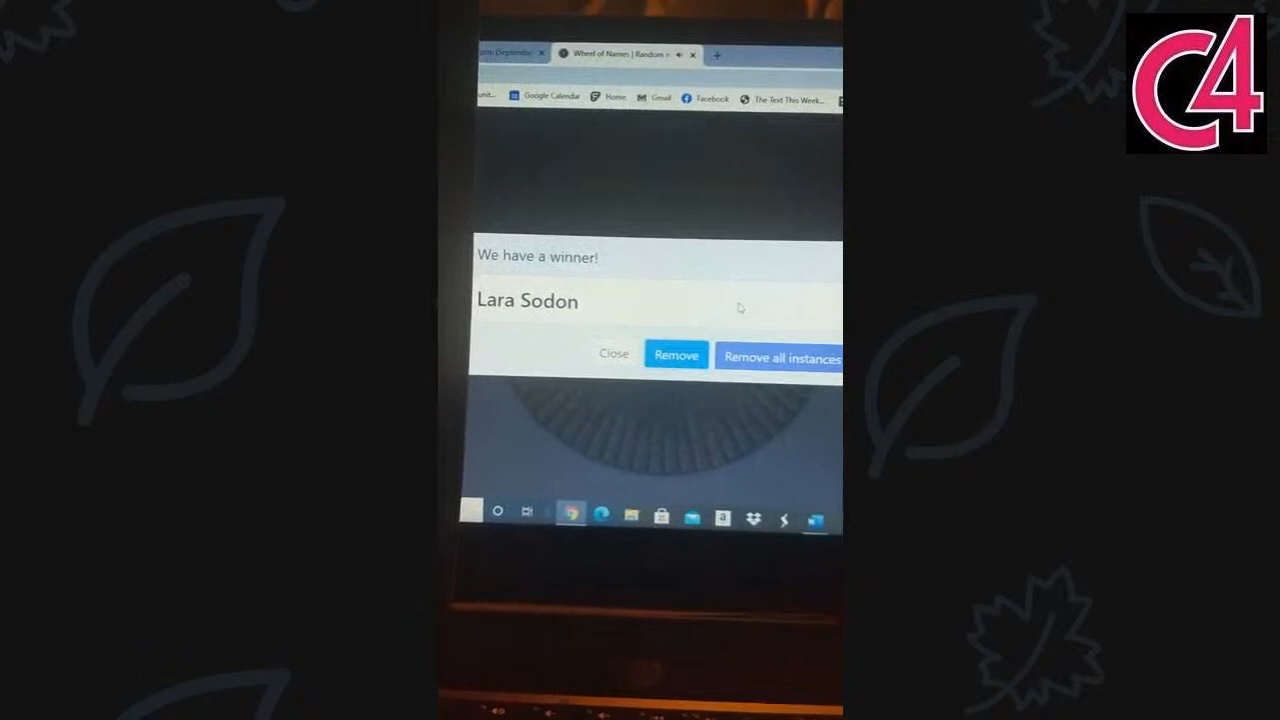 C4
Wheel of Names | Random
Google Calendar
Home
Gmail
Facebook
The Text This Week...
We have a winner!
Lara Sodon
Close
Remove
Remove all instances